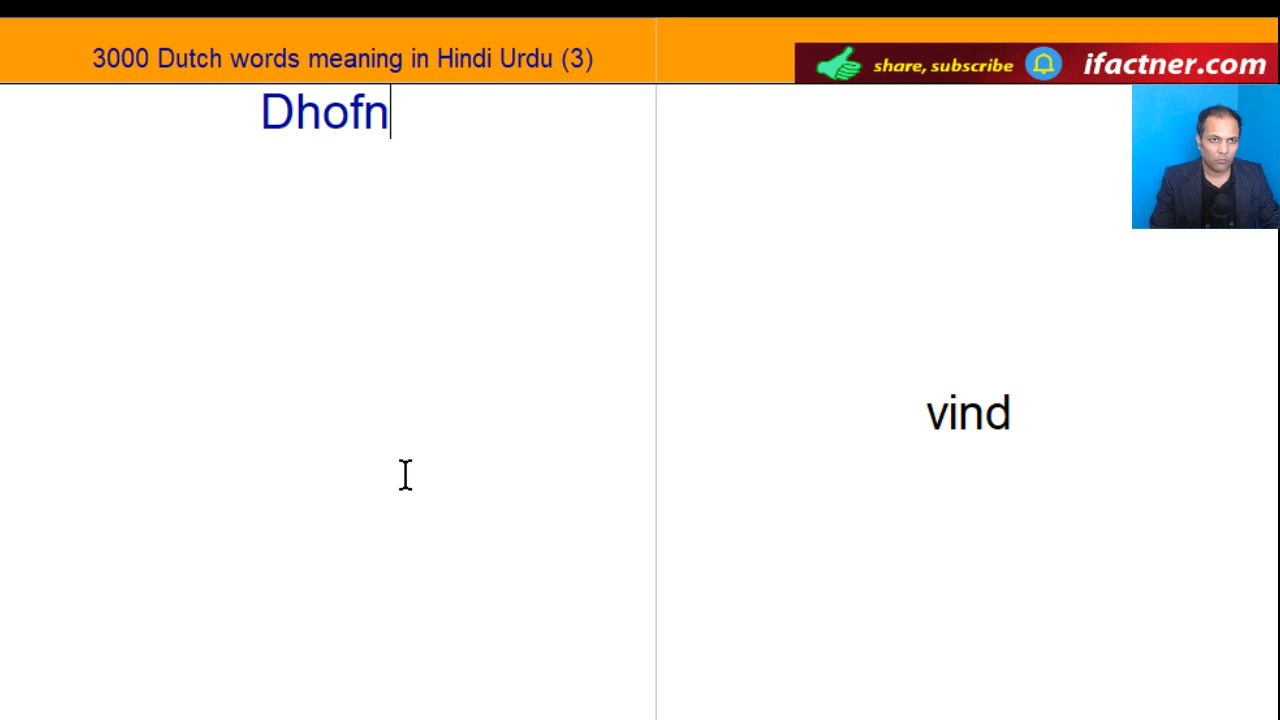 3000 Dutch words meaning in Hindi Urdu (3)
share, subscribe
ifactner.com
Dhofn
vind